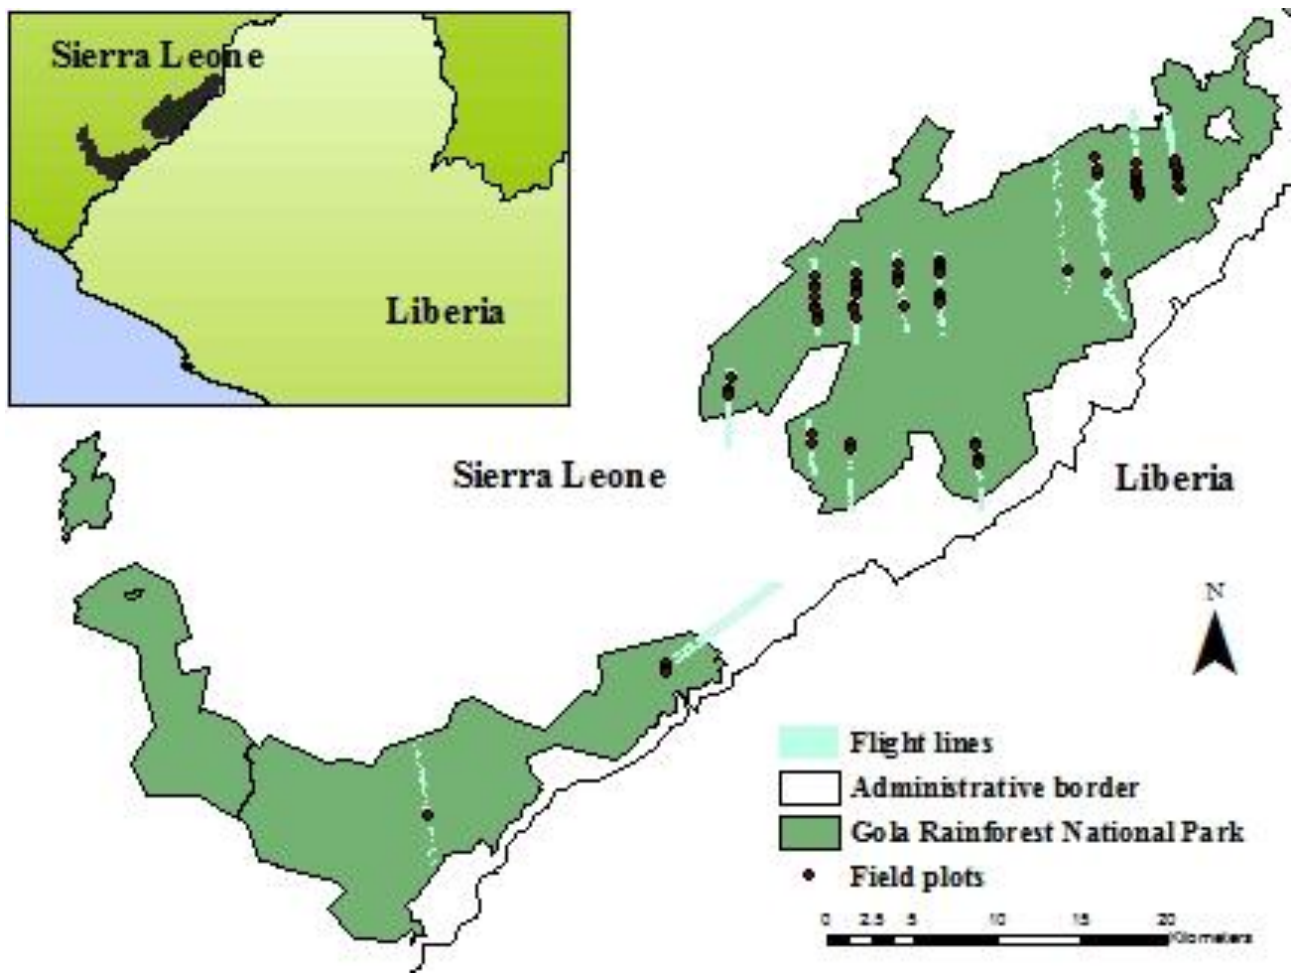 Sierra Leone
Liberia
Sierra Leone
Liberia
N
Flight lines
Administrative border
Gola Rainforest National Park
Field plots
0 2.5 5 10 15 20
Kilometers